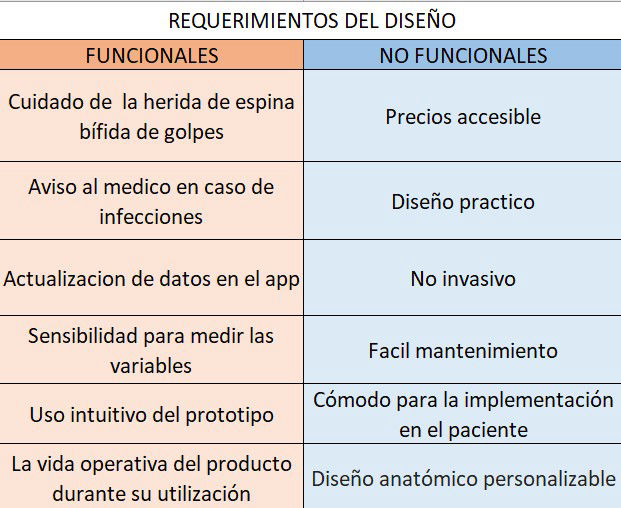 REQUERIMIENTOS DEL DISEÑO
FUNCIONALES
NO FUNCIONALES
Cuidado de la herida de espina
bífida de golpes
Precios accesible
Aviso al medico en caso de
infecciones
Diseño practico
Actualizacion de datos en el app
No invasivo
Sensibilidad para medir las
variables
Facil mantenimiento
Uso intuitivo del prototipo
Cómodo para la implementación
en el paciente
La vida operativa del producto
durante su utilización
Diseño anatómico personalizable